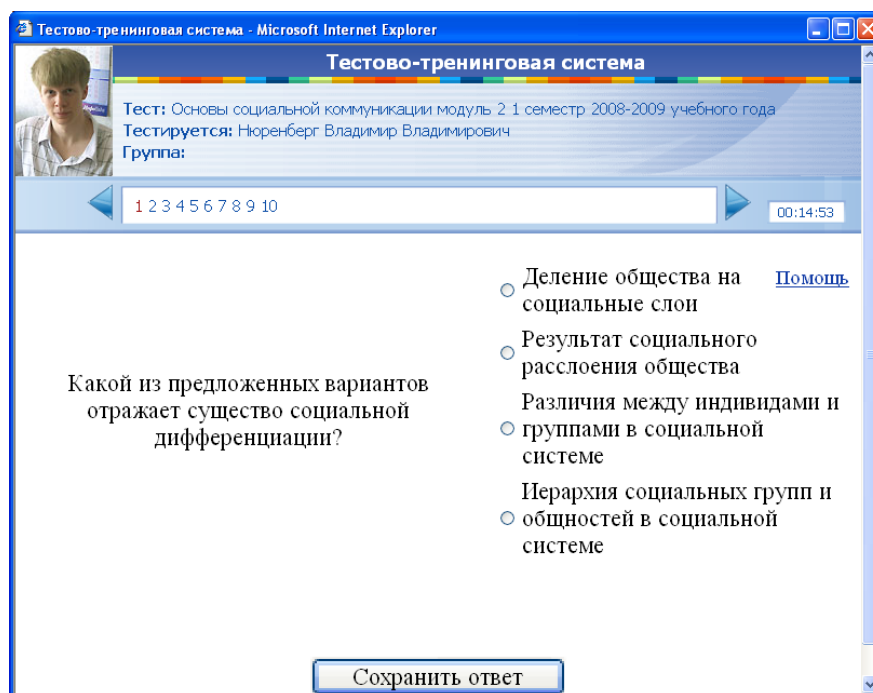 Тестово-тренинговая система - Microsoft Internet Explorer
Тестово-тренинговая система
Тест: Основы социальной коммуникации модуль 2 1 семестр 2008-2009 учебного года
Тестируется: Нюренберг Владимир Владимирович
Группа:
1 2 3 4 5 6 7 8 9 10
00:14:53
Помощь
Какой из предложенных вариантов
отражает существо социальной
дифференциации?
Деление общества на
социальные слои
Результат социального
расслоения общества
Различия между индивидами и
группами в социальной
системе
Иерархия социальных групп и
общностей в социальной
системе
Сохранить ответ